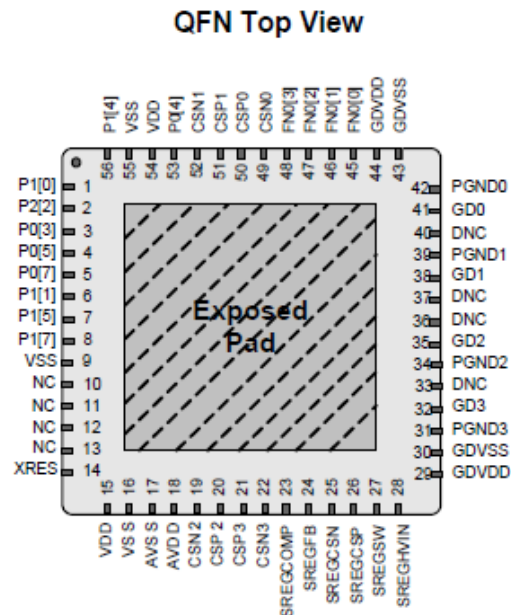 QFN Top View
P1[4] VSS VDD P0[4] CSN1 CSP1 CSP0 CSN0 FN0[3] FN0[2] FN0[1] FN0[0] GDVDD GDVSS
56 55 54 53 52 51 50 49 48 47 46 45 44 43
P1[0] 1
P2[2] 2
P0[3] 3
P0[5] 4
P0[7] 5
P1[1] 6
P1[5] 7
P1[7] 8
VSS 9
NC 10
NC 11
NC 12
NC 13
XRES 14
Exposed
Pad
42 PGND0
41 GD0
40 DNC
39 PGND1
38 GD1
37 DNC
36 DNC
35 GD2
34 PGND2
33 DNC
32 GD3
31 PGND3
30 GDVSS
29 GDVDD
15 16 17 18 19 20 21 22 23 24 25 26 27 28
VDD VSS AVSS AVDD CSN2 CSP2 CSP3 CSN3 SREGCOMP SREGFB SREGCSN SREGCSP SREGSW SREGHVIN